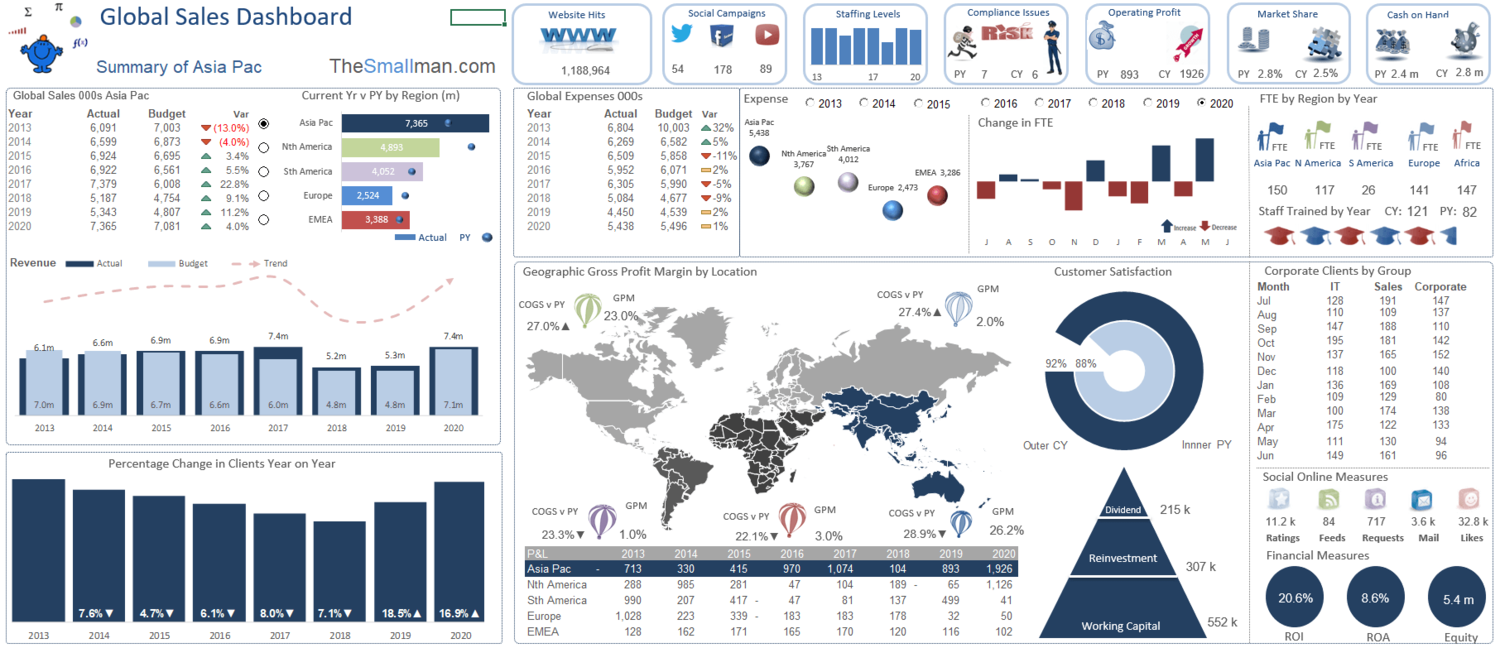 Σ π
f(x)
Global Sales Dashboard
Summary of Asia Pac
TheSmallman.com
Website Hits
WWW
1,188,964
Social Campaigns
54 178 89
Staffing Levels
13 17 20
Compliance Issues
RISK
PY 7 CY 6
Operating Profit
PY 893 CY 1926
Market Share
PY 2.8% CY 2.5%
Cash on Hand
PY 2.4 m CY 2.8 m
Global Sales 000s Asia Pac
Year Actual Budget Var
2013 6,091 7,003 (13.0%)
2014 6,599 6,873 (4.0%)
2015 6,924 6,695 3.4%
2016 6,922 6,561 5.5%
2017 7,379 6,008 22.8%
2018 5,187 4,754 9.1%
2019 5,343 4,807 11.2%
2020 7,365 7,081 4.0%
Current Yr v PY by Region (m)
Asia Pac 7,365
Nth America 4,893
Sth America 4,052
Europe 2,524
EMEA 3,388
Actual PY
Revenue Actual Budget Trend
6.1m 6.6m 6.9m 6.9m 7.4m 5.2m 5.3m 7.4m
7.0m 6.9m 6.7m 6.6m 6.0m 4.8m 4.8m 7.1m
2013 2014 2015 2016 2017 2018 2019 2020
Percentage Change in Clients Year on Year
7.6%▼ 4.7%▼ 6.1%▼ 8.0%▼ 7.1%▼ 18.5%▲ 16.9%▲
2013 2014 2015 2016 2017 2018 2019 2020
Global Expenses 000s
Year Actual Budget Var
2013 6,804 10,003 32%
2014 6,269 6,582 5%
2015 6,509 5,858 -11%
2016 5,952 6,071 2%
2017 6,305 5,990 -5%
2018 5,084 4,677 -9%
2019 4,450 4,539 2%
2020 5,438 5,496 1%
Expense 2013 2014 2015 2016 2017 2018 2019 2020
Asia Pac
5,438
Nth America
3,767
Sth America
4,012
Europe 2,473
EMEA 3,286
Change in FTE
Increase Decrease
J A S O N D J F M A M J
FTE by Region by Year
FTE FTE FTE FTE FTE
Asia Pac N America S America Europe Africa
150 117 26 141 147
Staff Trained by Year CY: 121 PY: 82
Geographic Gross Profit Margin by Location
COGS v PY GPM
27.0%▲ 23.0%
COGS v PY GPM
27.4%▲ 2.0%
COGS v PY GPM
23.3%▼ 1.0%
COGS v PY GPM
22.1%▼ 3.0%
COGS v PY GPM
28.9%▼ 26.2%
P&L 2013 2014 2015 2016 2017 2018 2019 2020
Asia Pac - 713 330 415 970 1,074 104 893 1,926
Nth America 288 985 281 47 104 189 - 65 1,126
Sth America 990 207 417 - 47 81 137 499 41
Europe 1,028 223 339 - 183 183 178 32 50
EMEA 128 162 171 165 170 120 116 102
Customer Satisfaction
92% 88%
Outer CY Innner PY
Dividend 215 k
Reinvestment 307 k
Working Capital 552 k
Corporate Clients by Group
Month IT Sales Corporate
Jul 128 191 147
Aug 110 109 137
Sep 147 188 110
Oct 195 181 142
Nov 137 165 152
Dec 118 100 140
Jan 136 169 108
Feb 109 129 80
Mar 100 174 138
Apr 175 122 133
May 111 130 94
Jun 149 161 96
Social Online Measures
11.2 k 84 717 3.6 k 32.8 k
Ratings Feeds Requests Mail Likes
Financial Measures
20.6% 8.6% 5.4 m
ROI ROA Equity